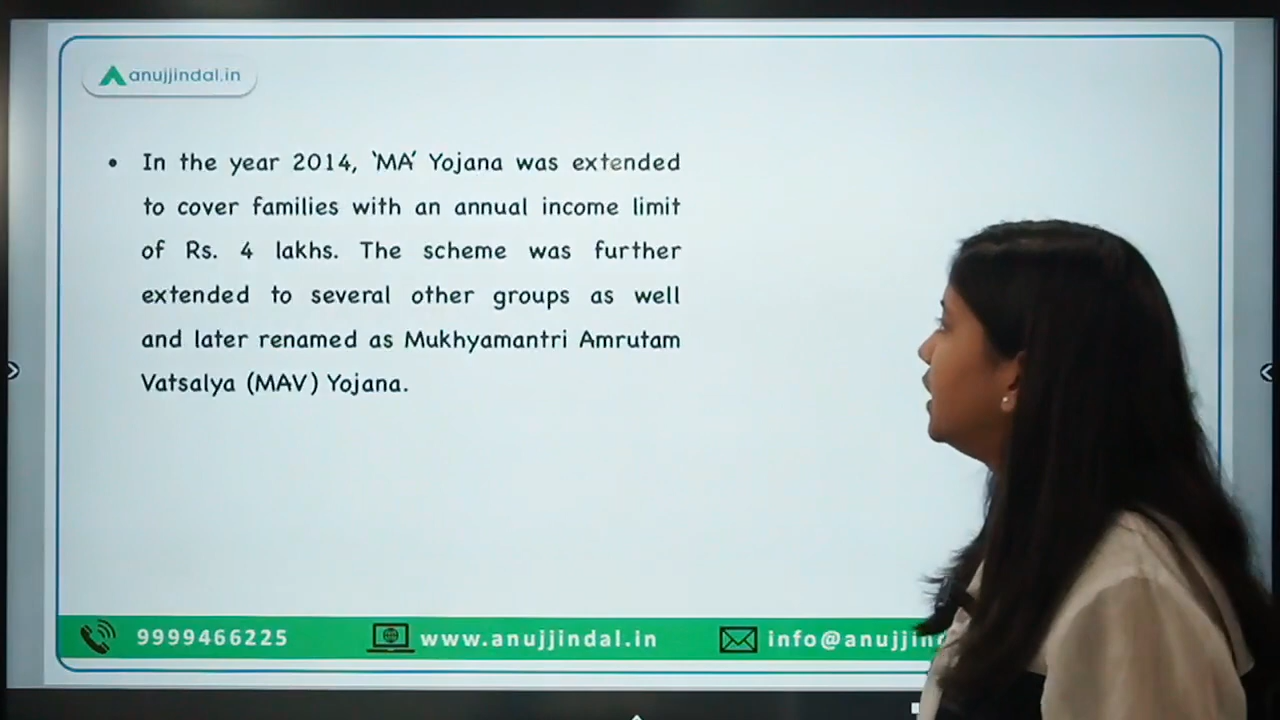 anujjindal.in
• In the year 2014, ‘MA’ Yojana was extended
to cover families with an annual income limit
of Rs. 4 lakhs. The scheme was further
extended to several other groups as well
and later renamed as Mukhyamantri Amrutam
Vatsalya (MAV) Yojana.
9999466225 www.anujjindal.in info@anujjin